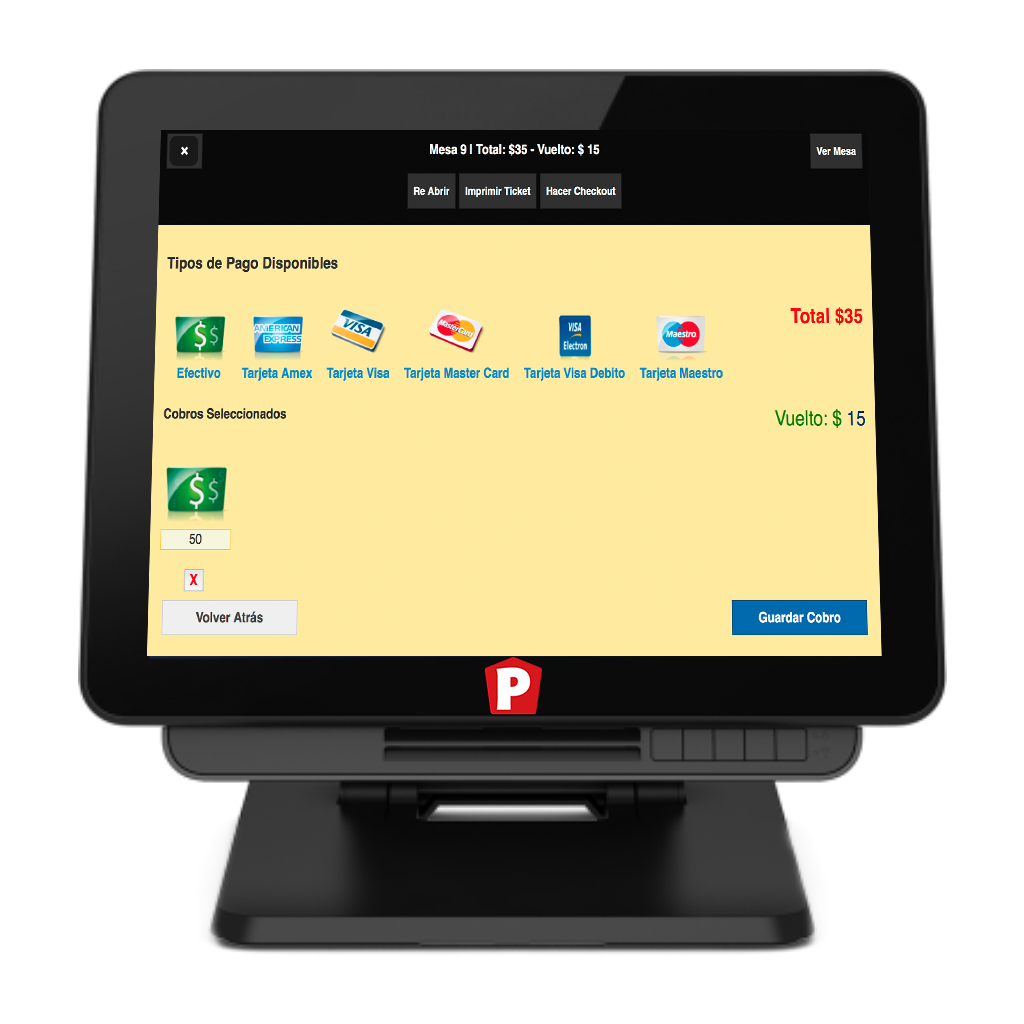 x
Mesa 9 | Total: $35 - Vuelto: $ 15
Ver Mesa
Re Abrir
Imprimir Ticket
Hacer Checkout
Tipos de Pago Disponibles
Total $35
$$
AMERICAN EXPRESS
VISA
MasterCard
VISA
Electron
Maestro
Efectivo
Tarjeta Amex
Tarjeta Visa
Tarjeta Master Card
Tarjeta Visa Debito
Tarjeta Maestro
Cobros Seleccionados
Vuelto: $ 15
$$
50
X
Volver Atrás
Guardar Cobro
P